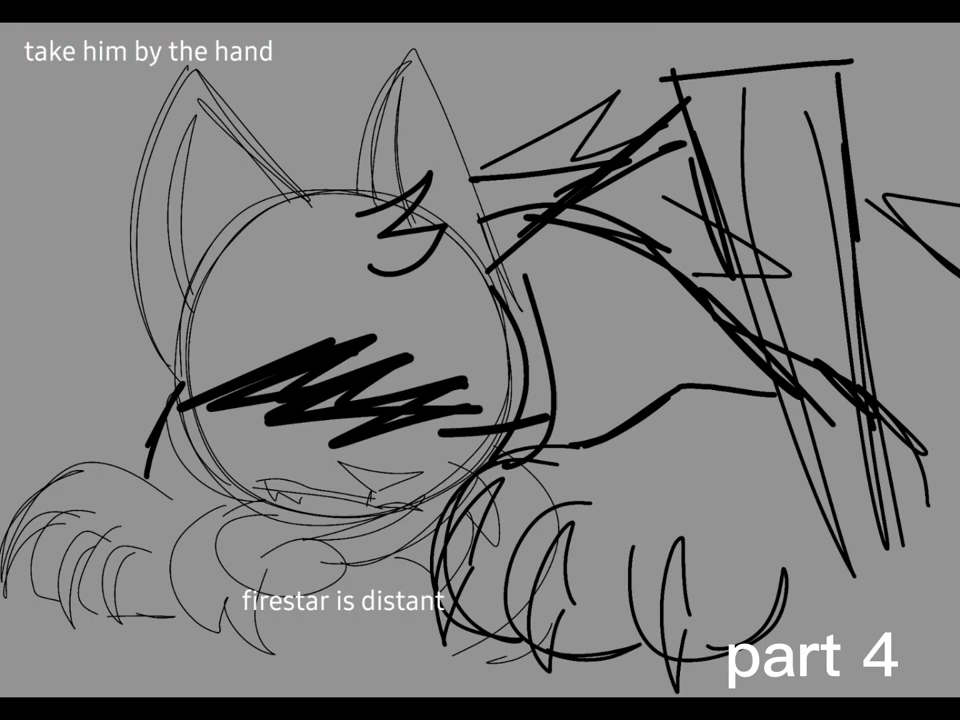 take him by the hand
firestar is distant
part 4